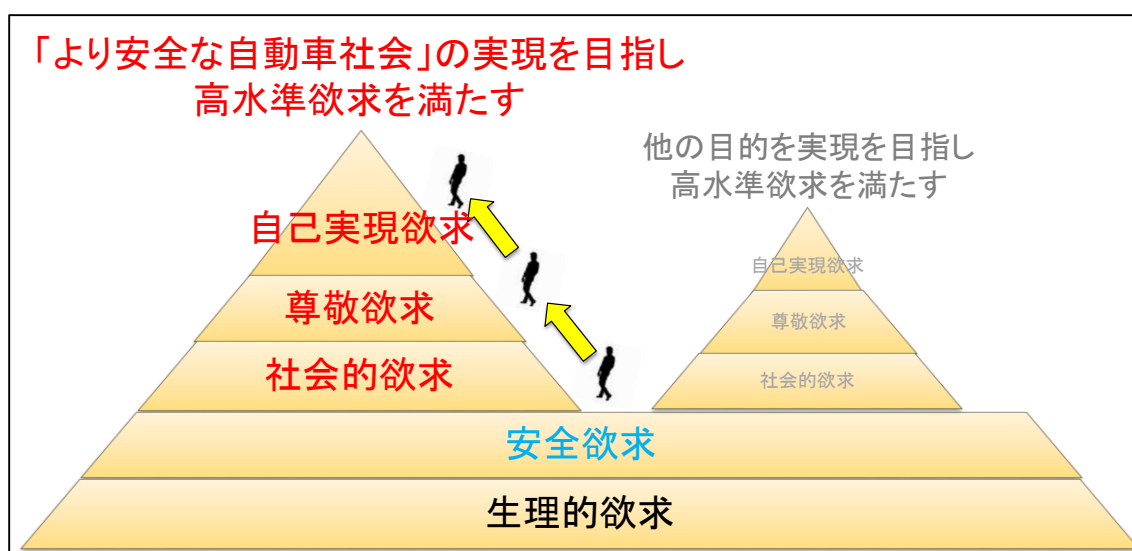 「より安全な自動車社会」の実現を目指し
高水準欲求を満たす
他の目的を実現を目指し
高水準欲求を満たす
自己実現欲求
尊敬欲求
社会的欲求
自己実現欲求
尊敬欲求
社会的欲求
安全欲求
生理的欲求